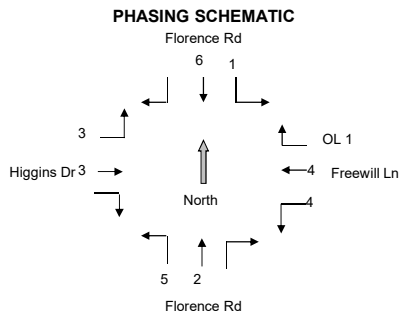 PHASING SCHEMATIC
Florence Rd
6 1
3
OL 1
Higgins Dr 3
4 Freewill Ln
4
North
5 2
Florence Rd